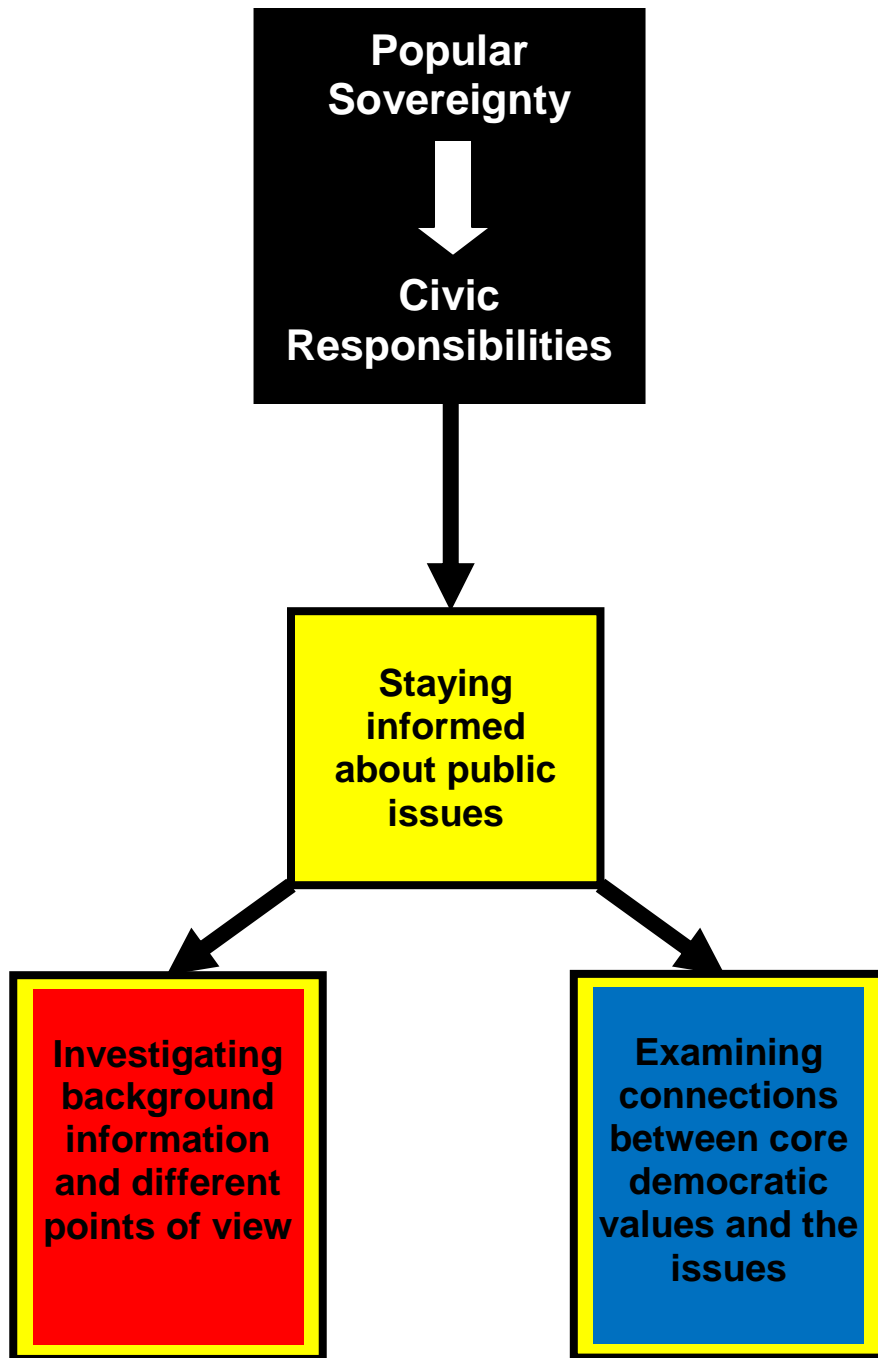 Popular
Sovereignty
Civic
Responsibilities
Staying
informed
about public
issues
Investigating
background
information
and different
points of view
Examining
connections
between core
democratic
values and the
issues